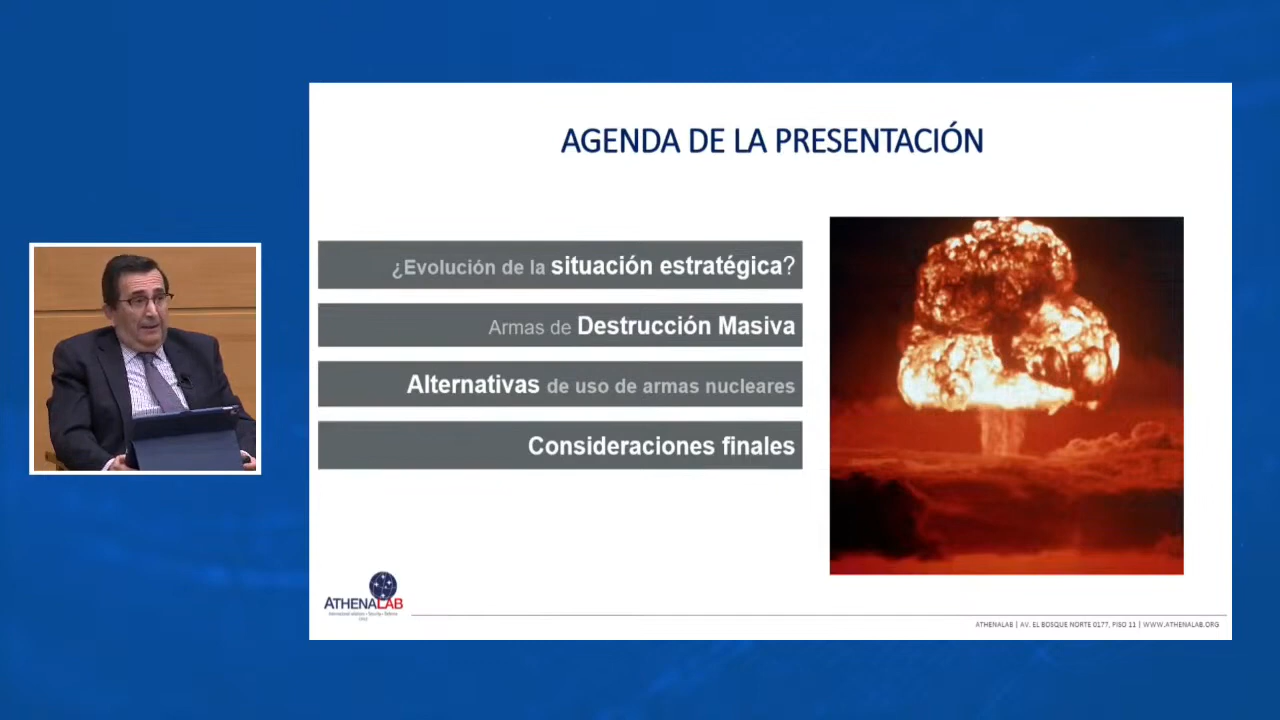 AGENDA DE LA PRESENTACIÓN
¿Evolución de la situación estratégica?
Armas de Destrucción Masiva
Alternativas de uso de armas nucleares
Consideraciones finales
ATHENALAB
ATHENALAB | AV. EL BOSQUE NORTE 0177, PISO 11 | WWW.ATHENALAB.ORG